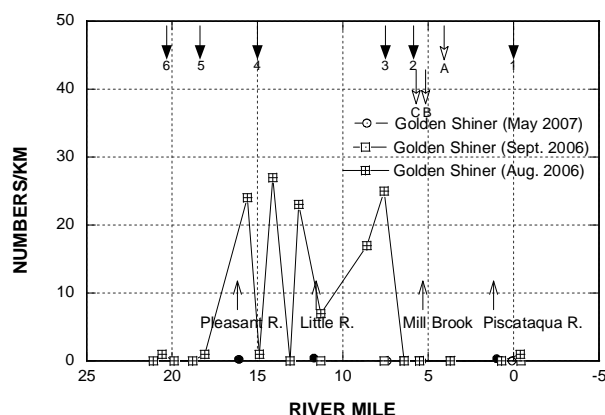 50
40
30
20
10
0
NUMBERS/KM
6 5 4 3 2 1
A
C B
Golden Shiner (May 2007)
Golden Shiner (Sept. 2006)
Golden Shiner (Aug. 2006)
Pleasant R. Little R. Mill Brook Piscataqua R.
25 20 15 10 5 0 -5
RIVER MILE